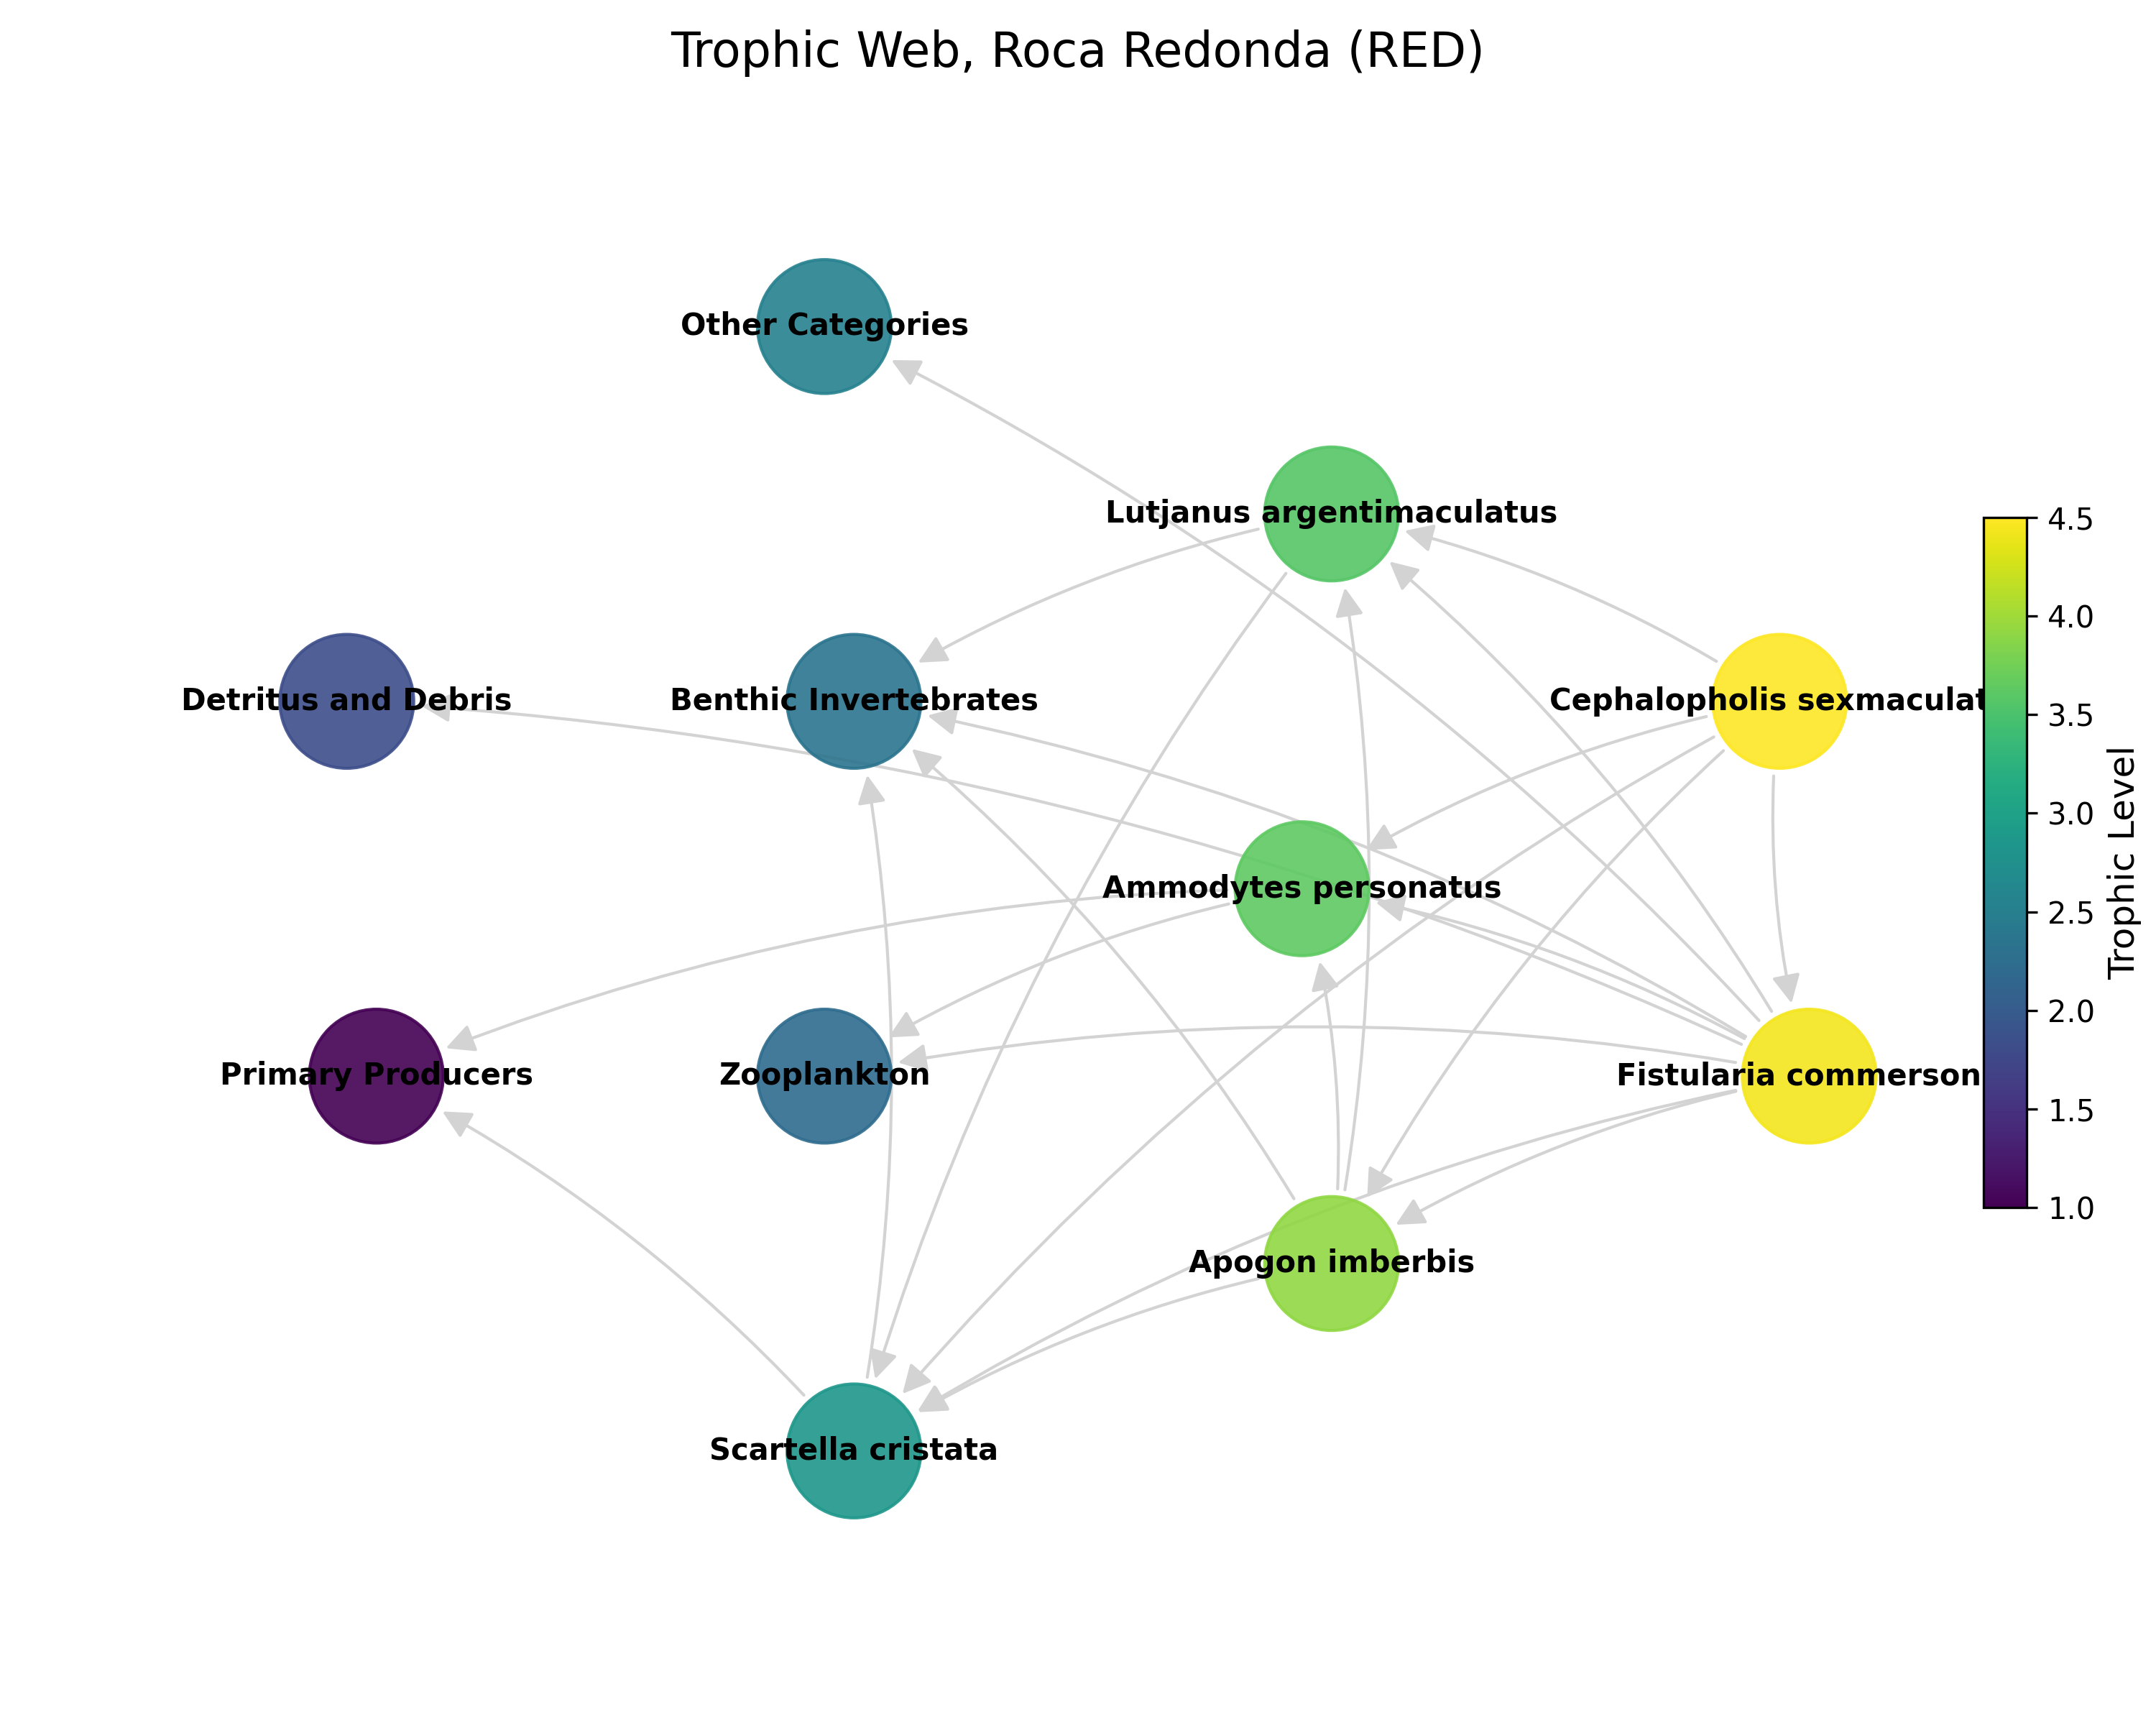 Trophic Web, Roca Redonda (RED)
Other Categories
Lutjanus argentimaculatus
Detritus and Debris
Benthic Invertebrates
Cephalopholis sexmaculat
Ammodytes personatus
Primary Producers
Zooplankton
Fistularia commerson
Apogon imberbis
Scartella cristata
4.5
4.0
3.5
3.0
2.5
2.0
1.5
1.0
Trophic Level